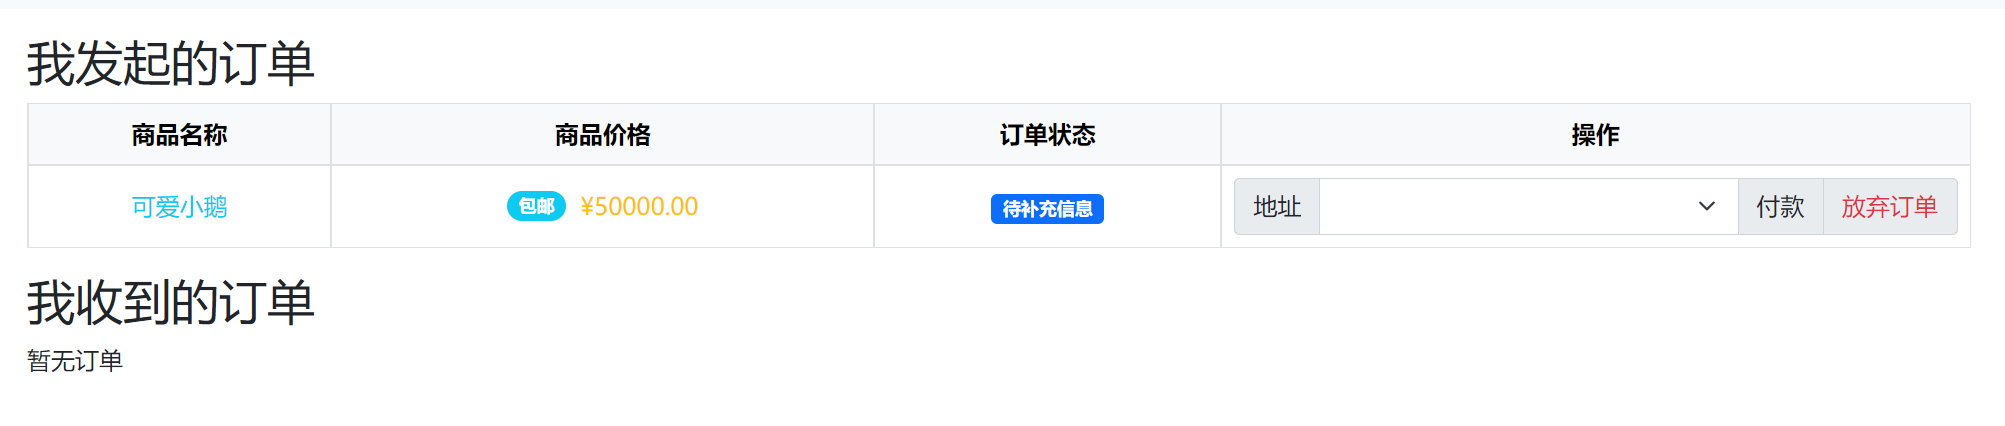 我发起的订单
商品名称 商品价格 订单状态 操作
可爱小鹅 包邮 ¥50000.00 待补充信息 地址 付款 放弃订单
我收到的订单
暂无订单